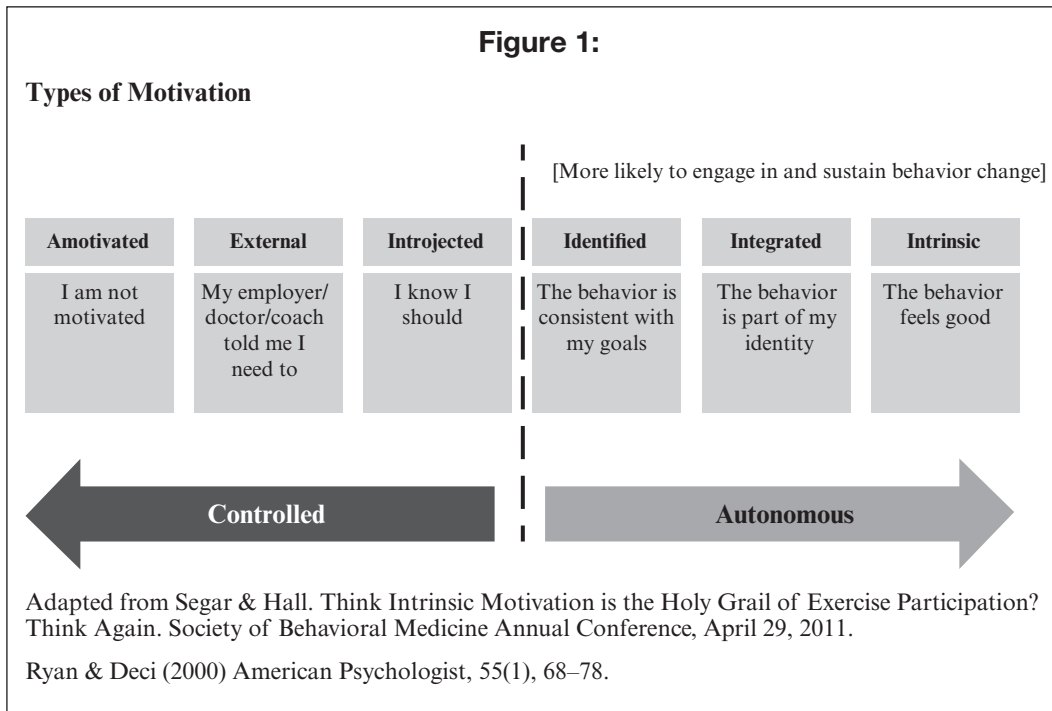 Figure 1:
Types of Motivation
[More likely to engage in and sustain behavior change]
Amotivated
External
Introjected
Identified
Integrated
Intrinsic
I am not
motivated
My employer/
doctor/coach
told me I
need to
I know I
should
The behavior is
consistent with
my goals
The behavior
is part of my
identity
The behavior
feels good
Controlled
Autonomous
Adapted from Segar & Hall. Think Intrinsic Motivation is the Holy Grail of Exercise Participation?
Think Again. Society of Behavioral Medicine Annual Conference, April 29, 2011.
Ryan & Deci (2000) American Psychologist, 55(1), 68–78.